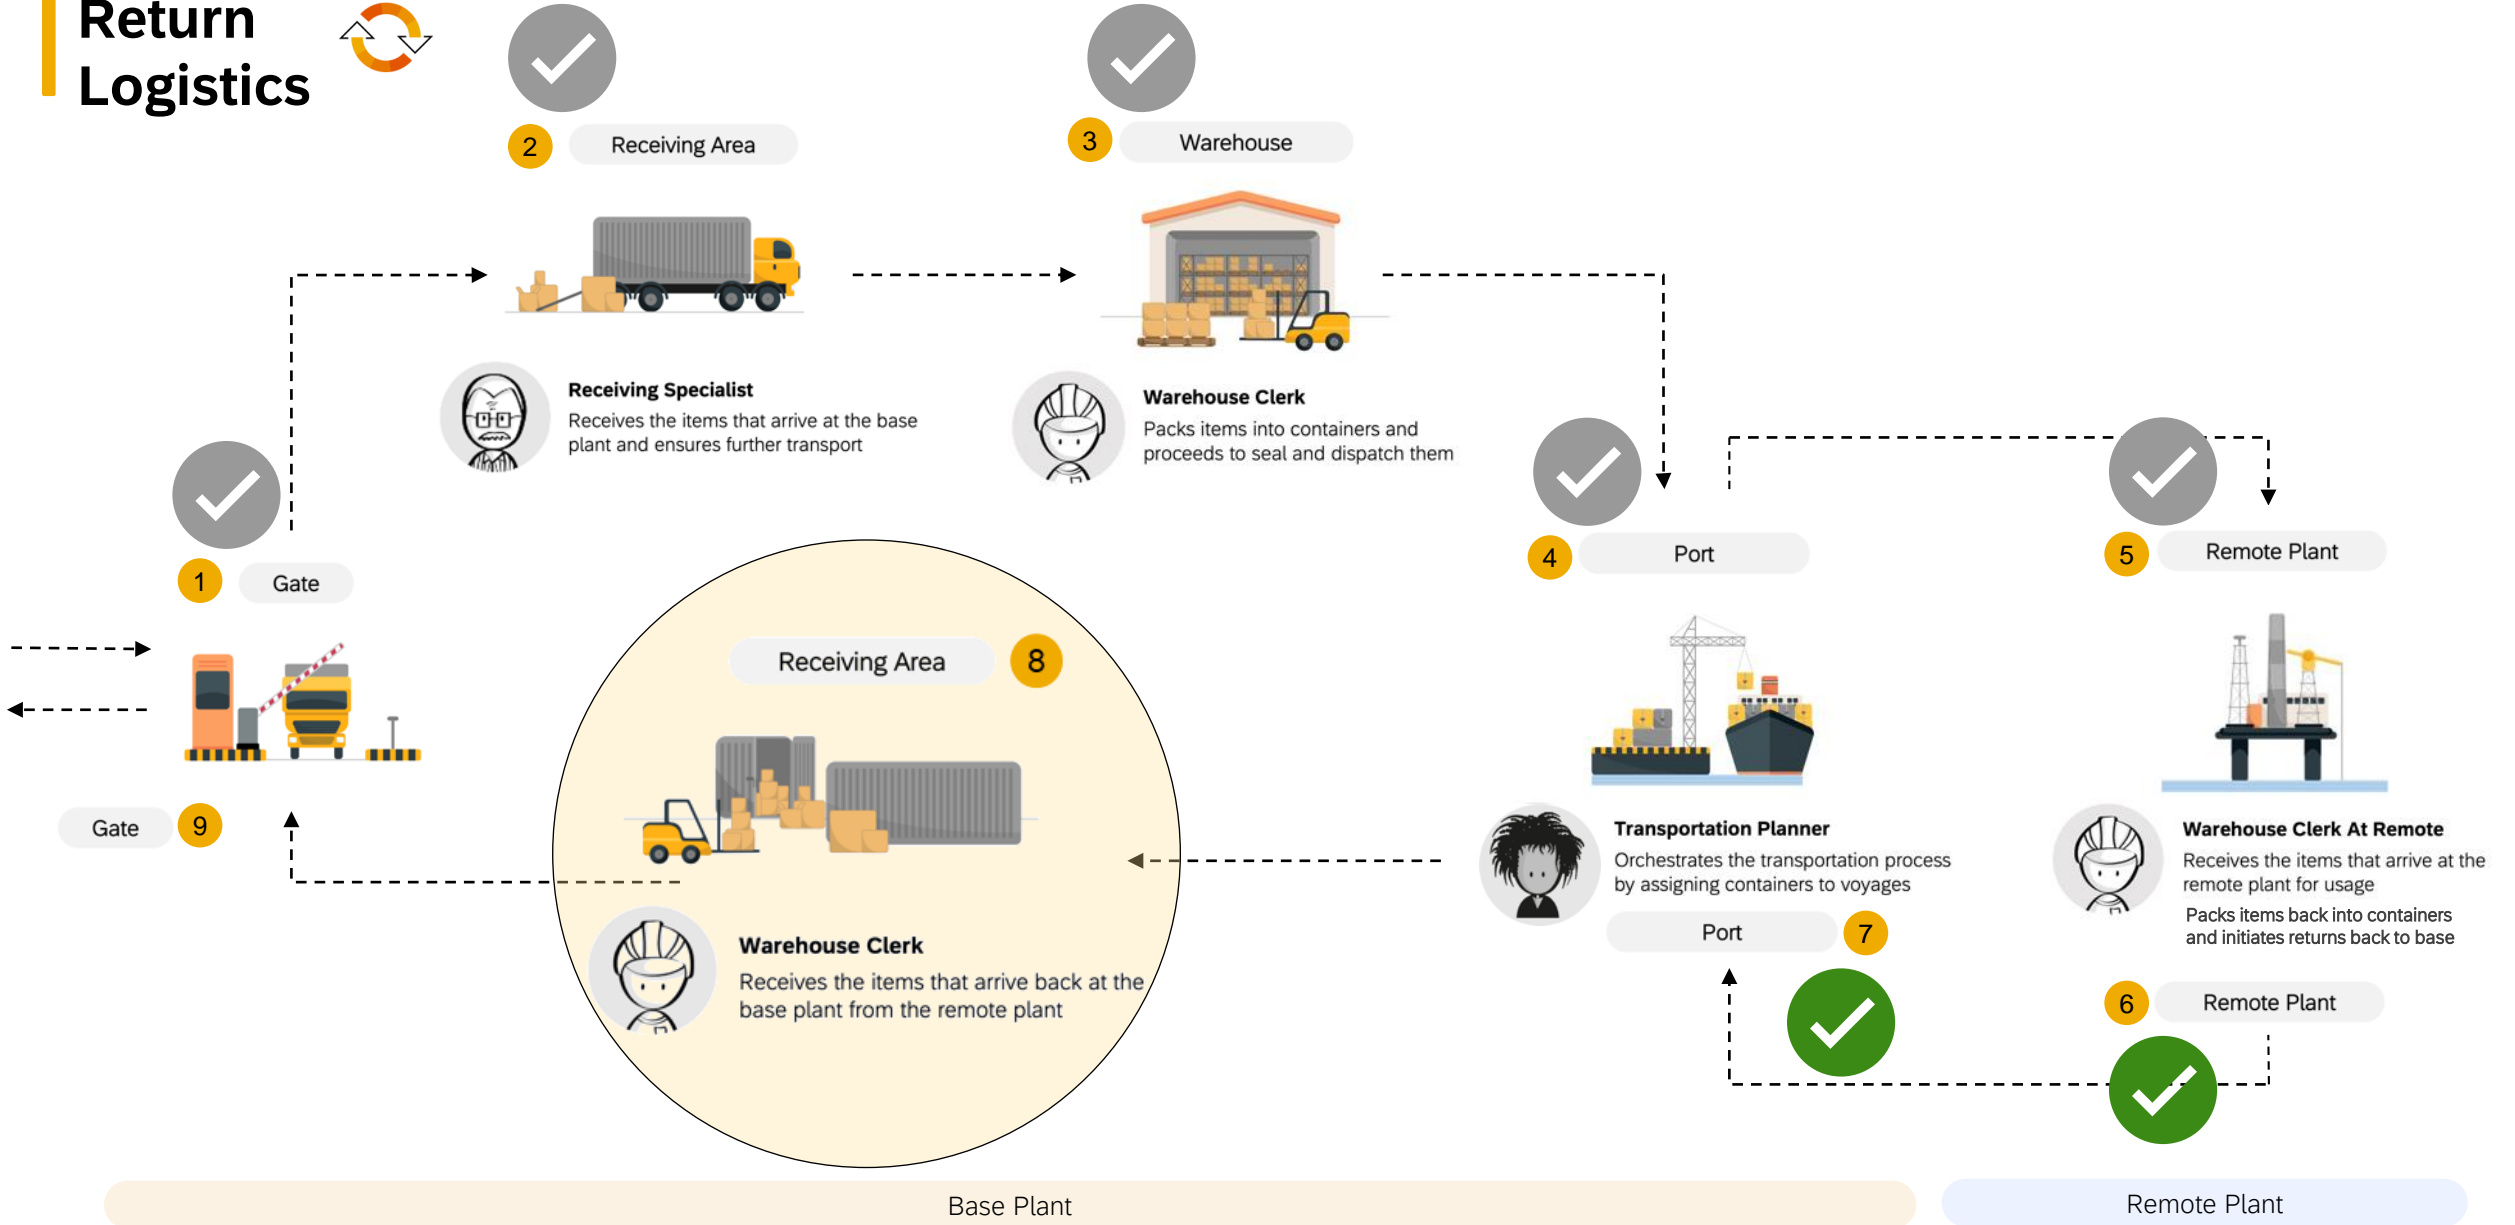 Return
Logistics
2
Receiving Area
3
Warehouse
Receiving Specialist
Receives the items that arrive at the base
plant and ensures further transport
Warehouse Clerk
Packs items into containers and
proceeds to seal and dispatch them
1
Gate
4
Port
5
Remote Plant
Receiving Area
8
Gate
9
Transportation Planner
Orchestrates the transportation process
by assigning containers to voyages
Port
7
Warehouse Clerk At Remote
Receives the items that arrive at the
remote plant for usage
Packs items back into containers
and initiates returns back to base
6
Remote Plant
Warehouse Clerk
Receives the items that arrive back at the
base plant from the remote plant
Base Plant
Remote Plant